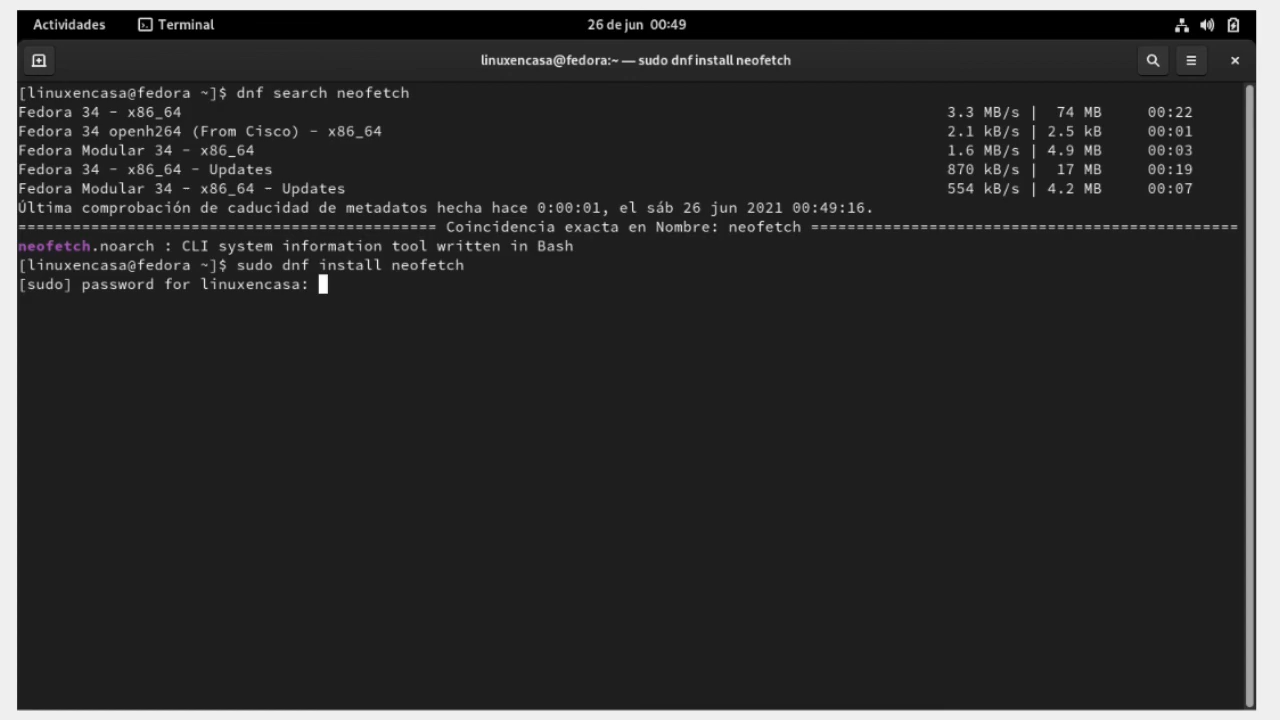 Actividades Terminal 26 de jun 00:49
linuxencasa@fedora:~ — sudo dnf install neofetch
[linuxencasa@fedora ~]$ dnf search neofetch
Fedora 34 - x86_64 3.3 MB/s | 74 MB 00:22
Fedora 34 openh264 (From Cisco) - x86_64 2.1 kB/s | 2.5 kB 00:01
Fedora Modular 34 - x86_64 1.6 MB/s | 4.9 MB 00:03
Fedora 34 - x86_64 - Updates 870 kB/s | 17 MB 00:19
Fedora Modular 34 - x86_64 - Updates 554 kB/s | 4.2 MB 00:07
Última comprobación de caducidad de metadatos hecha hace 0:00:01, el sáb 26 jun 2021 00:49:16.
============================================== Coincidencia exacta en Nombre: neofetch ===============================================
neofetch.noarch : CLI system information tool written in Bash
[linuxencasa@fedora ~]$ sudo dnf install neofetch
[sudo] password for linuxencasa: